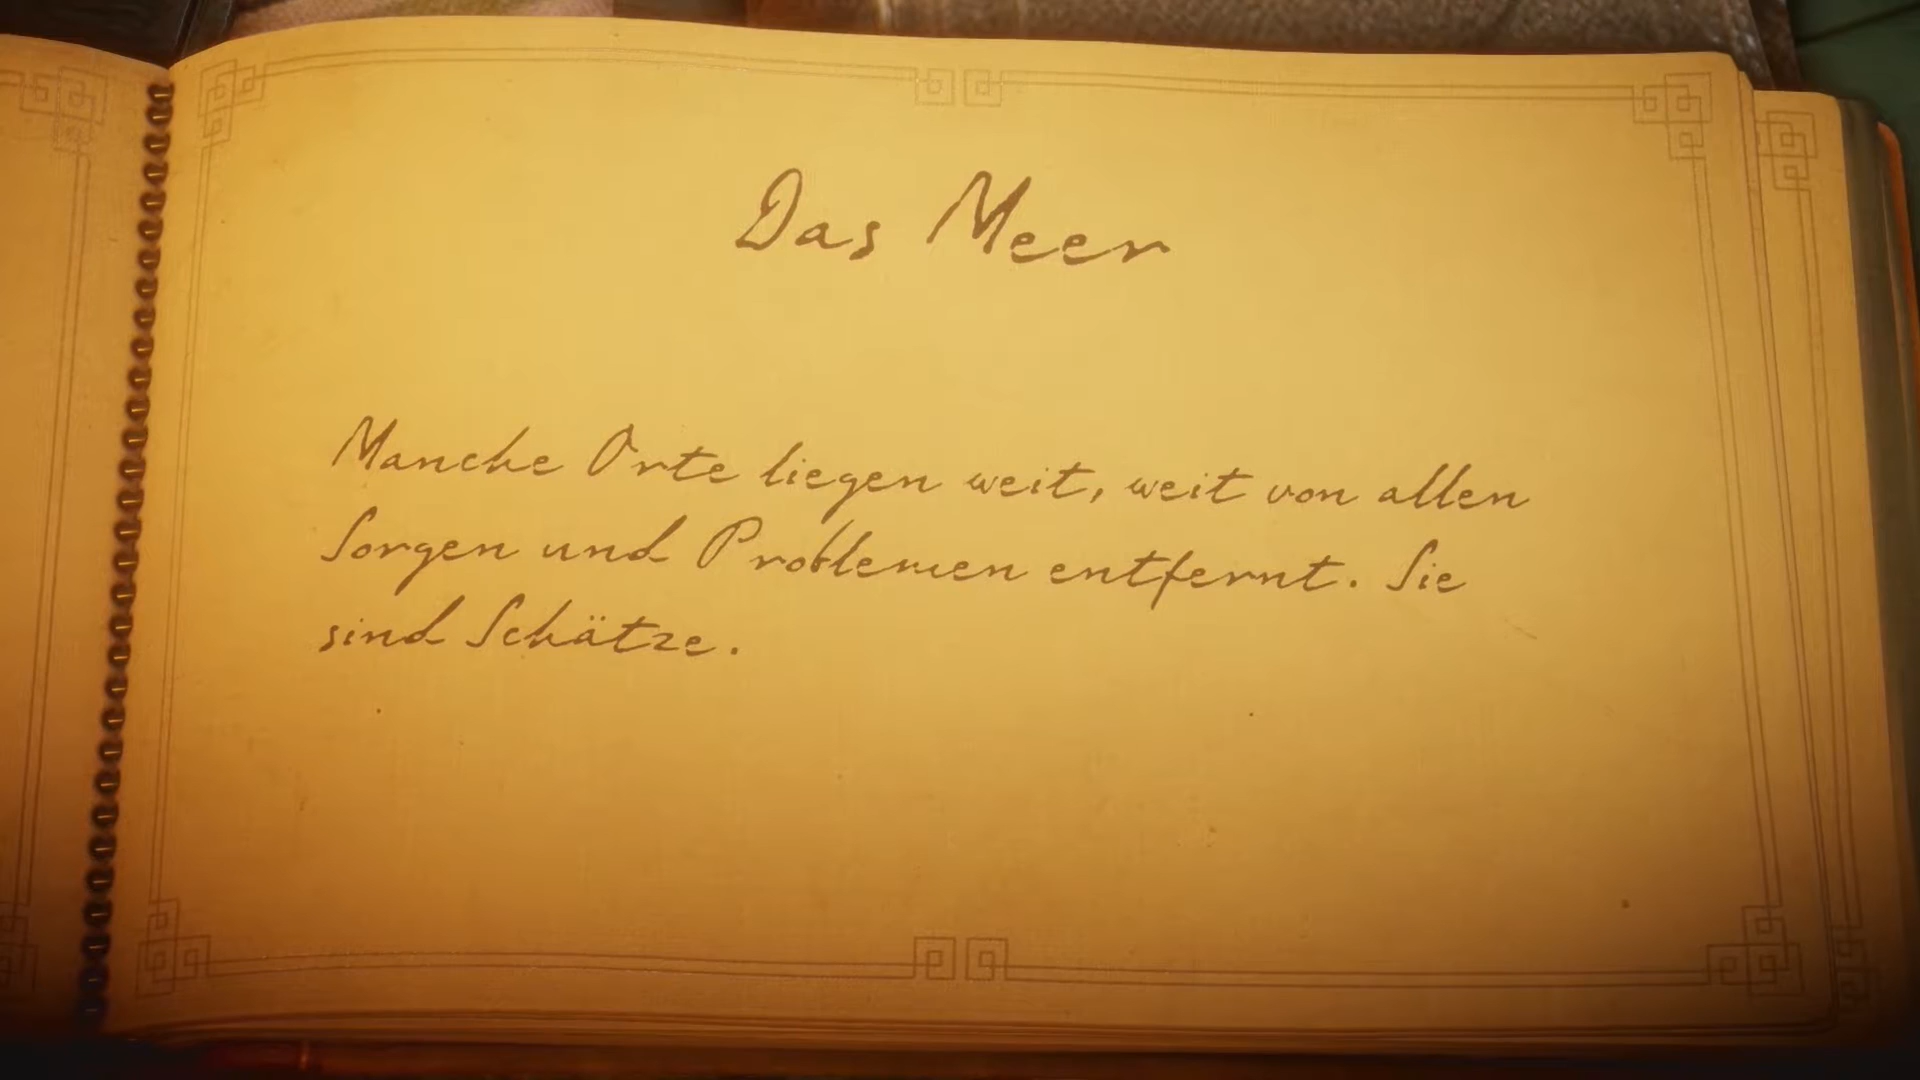 Das Meer
Manche Orte liegen weit, weit von allen
Sorgen und Problemen entfernt. Sie
sind Schätze.